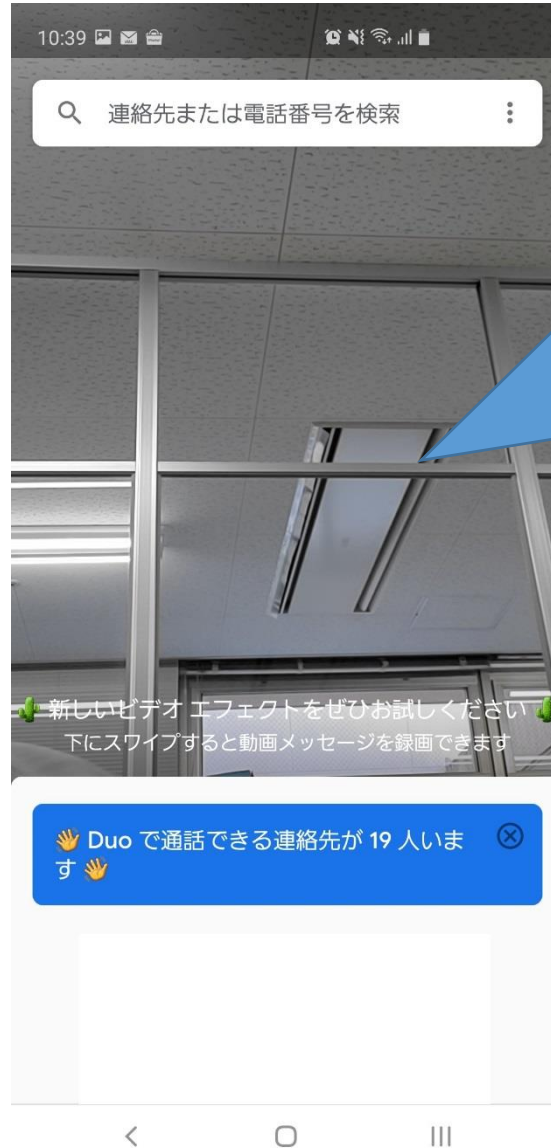 10:39
連絡先または電話番号を検索
新しいビデオ エフェクトをぜひお試しください
下にスワイプすると動画メッセージを録画できます
👋 Duo で通話できる連絡先が 19 人いま
す 👋